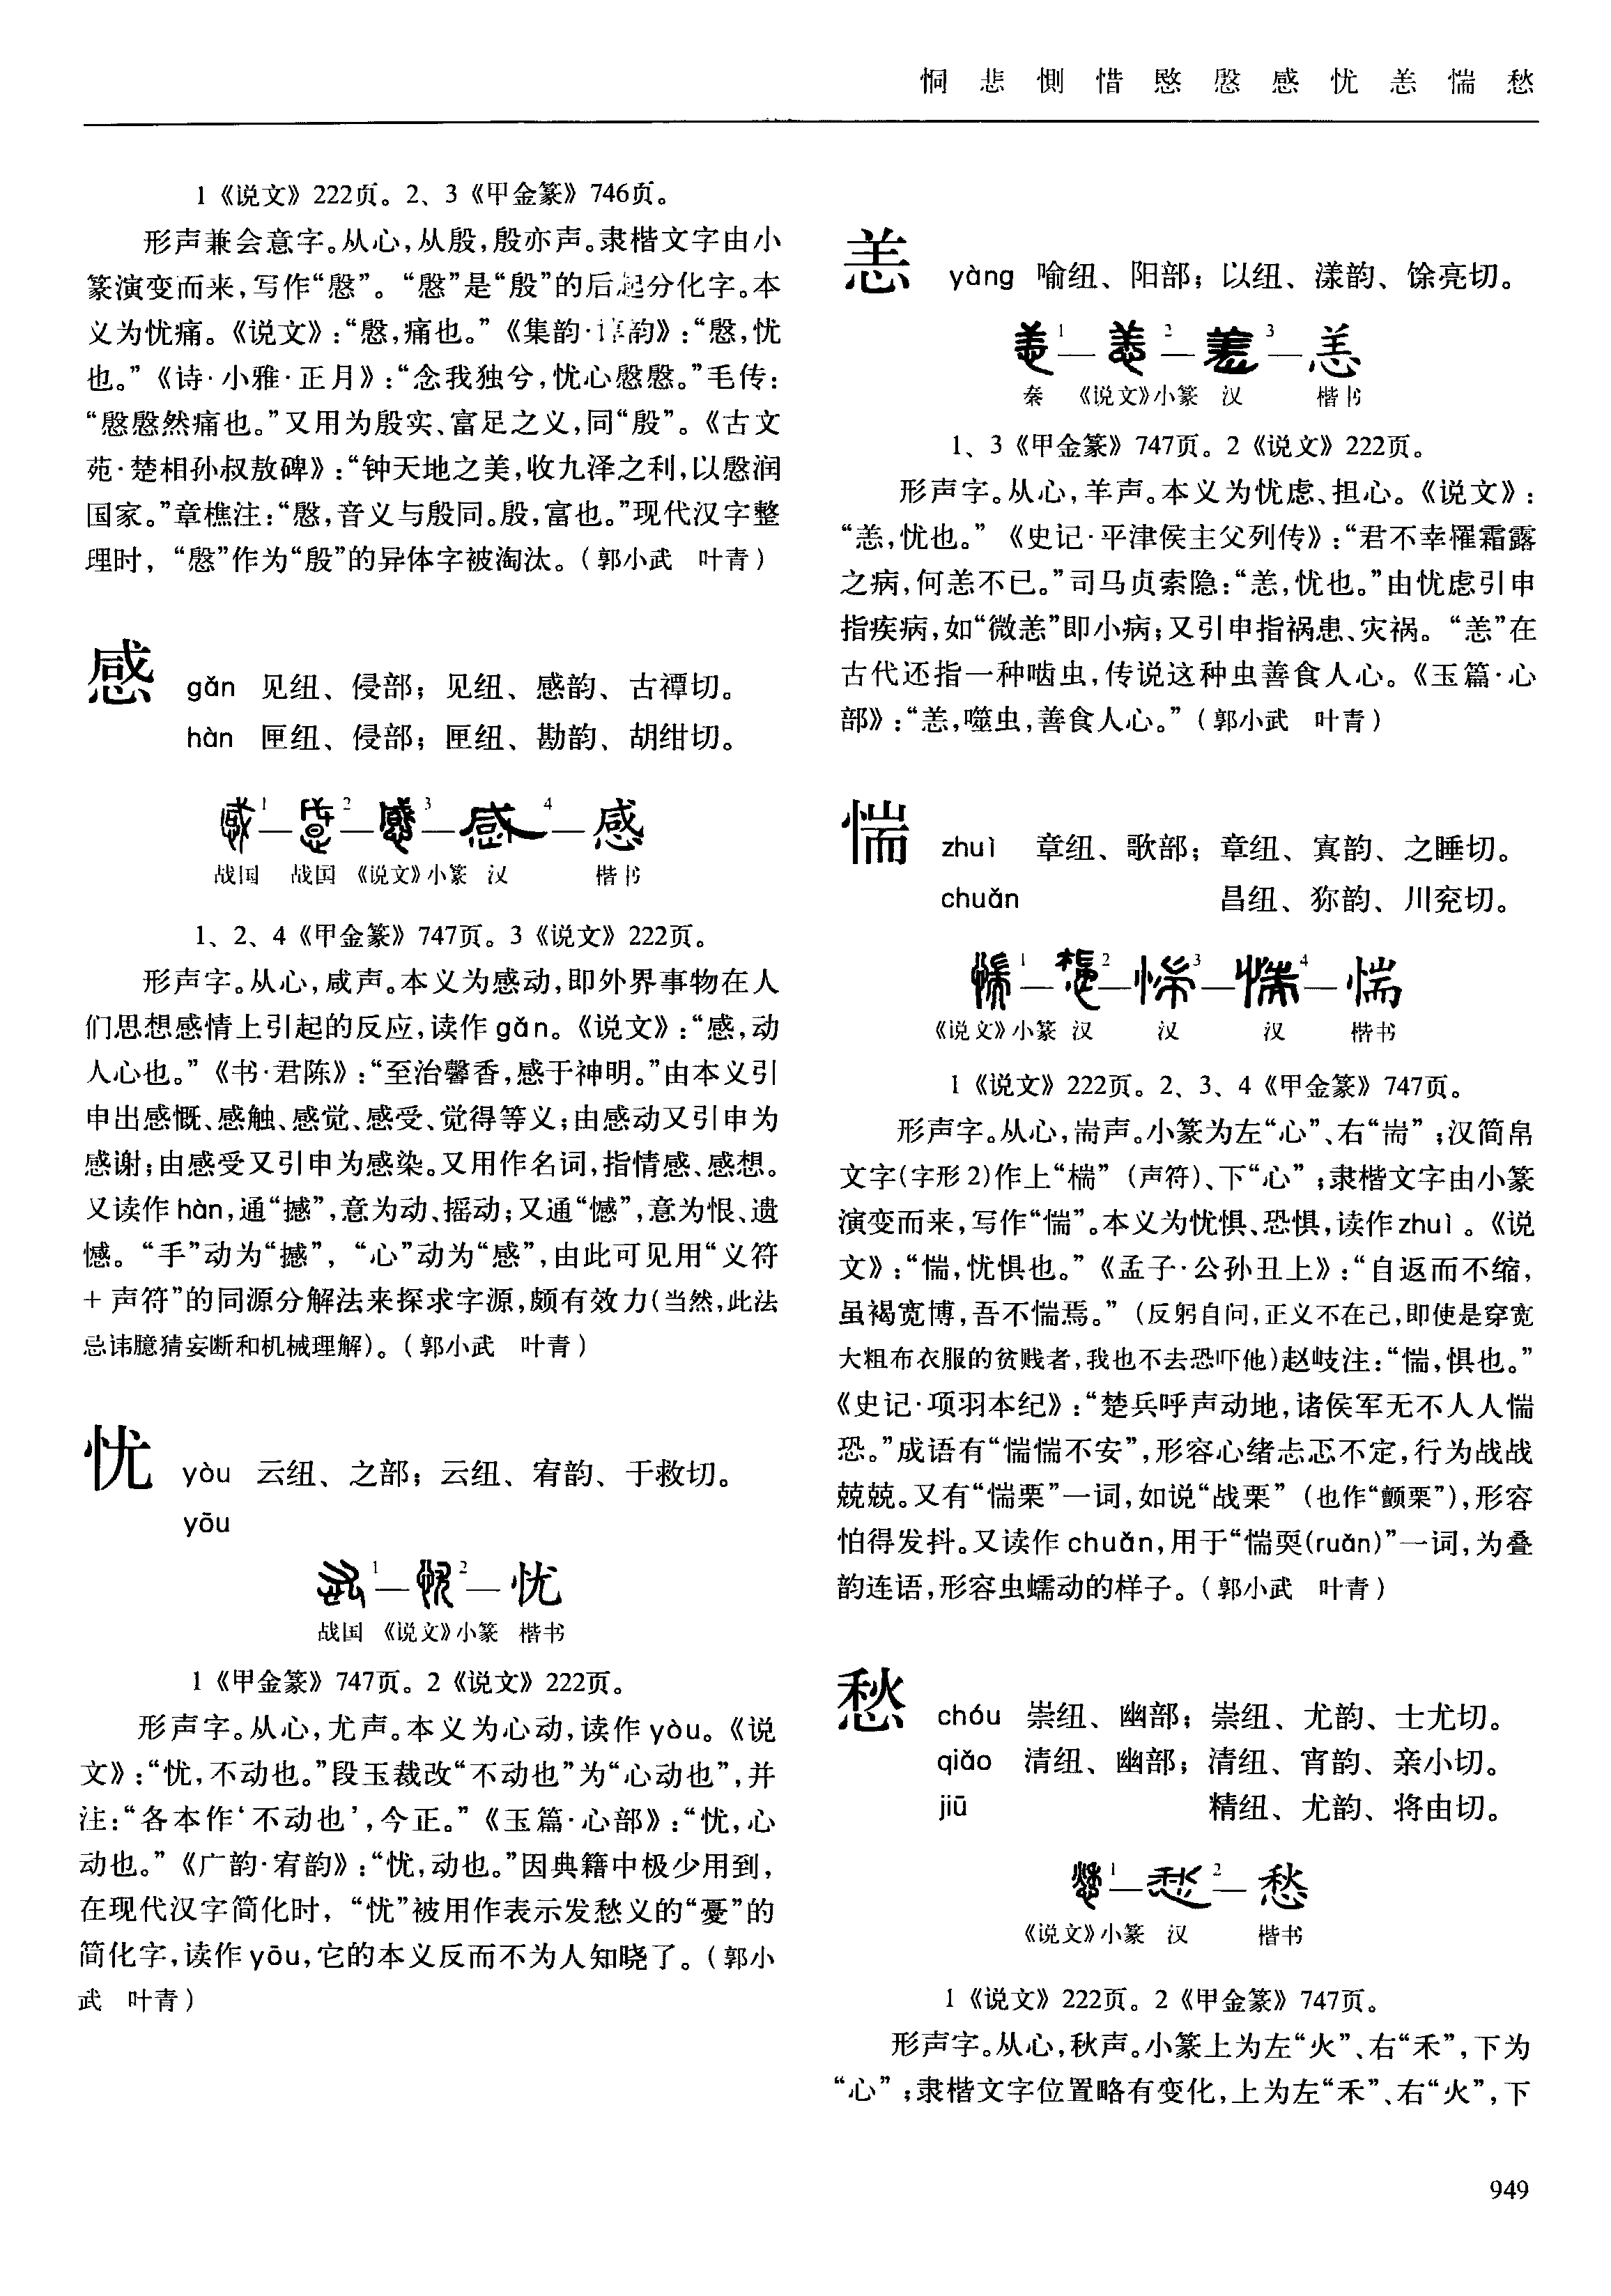 恫 悲 恻 惜 愍 慇 感 忧 恙 惴 愁
1《说文》222页。2、3《甲金篆》746页。
形声兼会意字。从心,从殷,殷亦声。隶楷文字由小
篆演变而来,写作“慇”。“慇”是“殷”的后起分化字。本
义为忧痛。《说文》:“慇,痛也。”《集韵·谆韵》:“慇,忧
也。”《诗·小雅·正月》:“念我独兮,忧心慇慇。”毛传:
“慇慇然痛也。”又用为殷实、富足之义,同“殷”。《古文
苑·楚相孙叔敖碑》:“钟天地之美,收九泽之利,以慇润
国家。”章樵注:“慇,音义与殷同。殷,富也。”现代汉字整
理时,“慇”作为“殷”的异体字被淘汰。(郭小武 叶青)
感 gǎn 见纽、侵部;见纽、感韵、古禫切。
hàn 匣纽、侵部;匣纽、勘韵、胡绀切。
1 — 2 — 3 — 4 — 感
战国 战国 《说文》小篆 汉 楷书
1、2、4《甲金篆》747页。3《说文》222页。
形声字。从心,咸声。本义为感动,即外界事物在人
们思想感情上引起的反应,读作gǎn。《说文》:“感,动
人心也。”《书·君陈》:“至治馨香,感于神明。”由本义引
申出感慨、感触、感觉、感受、觉得等义;由感动又引申为
感谢;由感受又引申为感染。又用作名词,指情感、感想。
又读作hàn,通“撼”,意为动、摇动;又通“憾”,意为恨、遗
憾。“手”动为“撼”,“心”动为“感”,由此可见用“义符
+声符”的同源分解法来探求字源,颇有效力(当然,此法
忌讳臆猜妄断和机械理解)。(郭小武 叶青)
忧 yòu 云纽、之部;云纽、宥韵、于救切。
yōu
1 — 2 — 忧
战国 《说文》小篆 楷书
1《甲金篆》747页。2《说文》222页。
形声字。从心,尤声。本义为心动,读作yòu。《说
文》:“忧,不动也。”段玉裁改“不动也”为“心动也”,并
注:“各本作‘不动也’,今正。”《玉篇·心部》:“忧,心
动也。”《广韵·宥韵》:“忧,动也。”因典籍中极少用到,
在现代汉字简化时,“忧”被用作表示发愁义的“憂”的
简化字,读作yōu,它的本义反而不为人知晓了。(郭小
武 叶青)
恙 yàng 喻纽、阳部;以纽、漾韵、馀亮切。
1 — 2 — 3 — 恙
秦 《说文》小篆 汉 楷书
1、3《甲金篆》747页。2《说文》222页。
形声字。从心,羊声。本义为忧虑、担心。《说文》:
“恙,忧也。”《史记·平津侯主父列传》:“君不幸罹霜露
之病,何恙不已。”司马贞索隐:“恙,忧也。”由忧虑引申
指疾病,如“微恙”即小病;又引申指祸患、灾祸。“恙”在
古代还指一种啮虫,传说这种虫善食人心。《玉篇·心
部》:“恙,噬虫,善食人心。”(郭小武 叶青)
惴 zhuì 章纽、歌部;章纽、寘韵、之睡切。
chuǎn 昌纽、狝韵、川兖切。
1 — 2 — 3 — 4 — 惴
《说文》小篆 汉 汉 汉 楷书
1《说文》222页。2、3、4《甲金篆》747页。
形声字。从心,耑声。小篆为左“心”、右“耑”;汉简帛
文字(字形2)作上“椯”(声符)、下“心”;隶楷文字由小篆
演变而来,写作“惴”。本义为忧惧、恐惧,读作zhuì。《说
文》:“惴,忧惧也。”《孟子·公孙丑上》:“自返而不缩,
虽褐宽博,吾不惴焉。”(反躬自问,正义不在己,即使是穿宽
大粗布衣服的贫贱者,我也不去恐吓他)赵岐注:“惴,惧也。”
《史记·项羽本纪》:“楚兵呼声动地,诸侯军无不人人惴
恐。”成语有“惴惴不安”,形容心绪忐忑不定,行为战战
兢兢。又有“惴栗”一词,如说“战栗”(也作“颤栗”),形容
怕得发抖。又读作chuǎn,用于“惴耎(ruǎn)”一词,为叠
韵连语,形容虫蠕动的样子。(郭小武 叶青)
愁 chóu 崇纽、幽部;崇纽、尤韵、士尤切。
qiǎo 清纽、幽部;清纽、宵韵、亲小切。
jiū 精纽、尤韵、将由切。
1 — 2 — 愁
《说文》小篆 汉 楷书
1《说文》222页。2《甲金篆》747页。
形声字。从心,秋声。小篆上为左“火”、右“禾”,下为
“心”;隶楷文字位置略有变化,上为左“禾”、右“火”,下
949